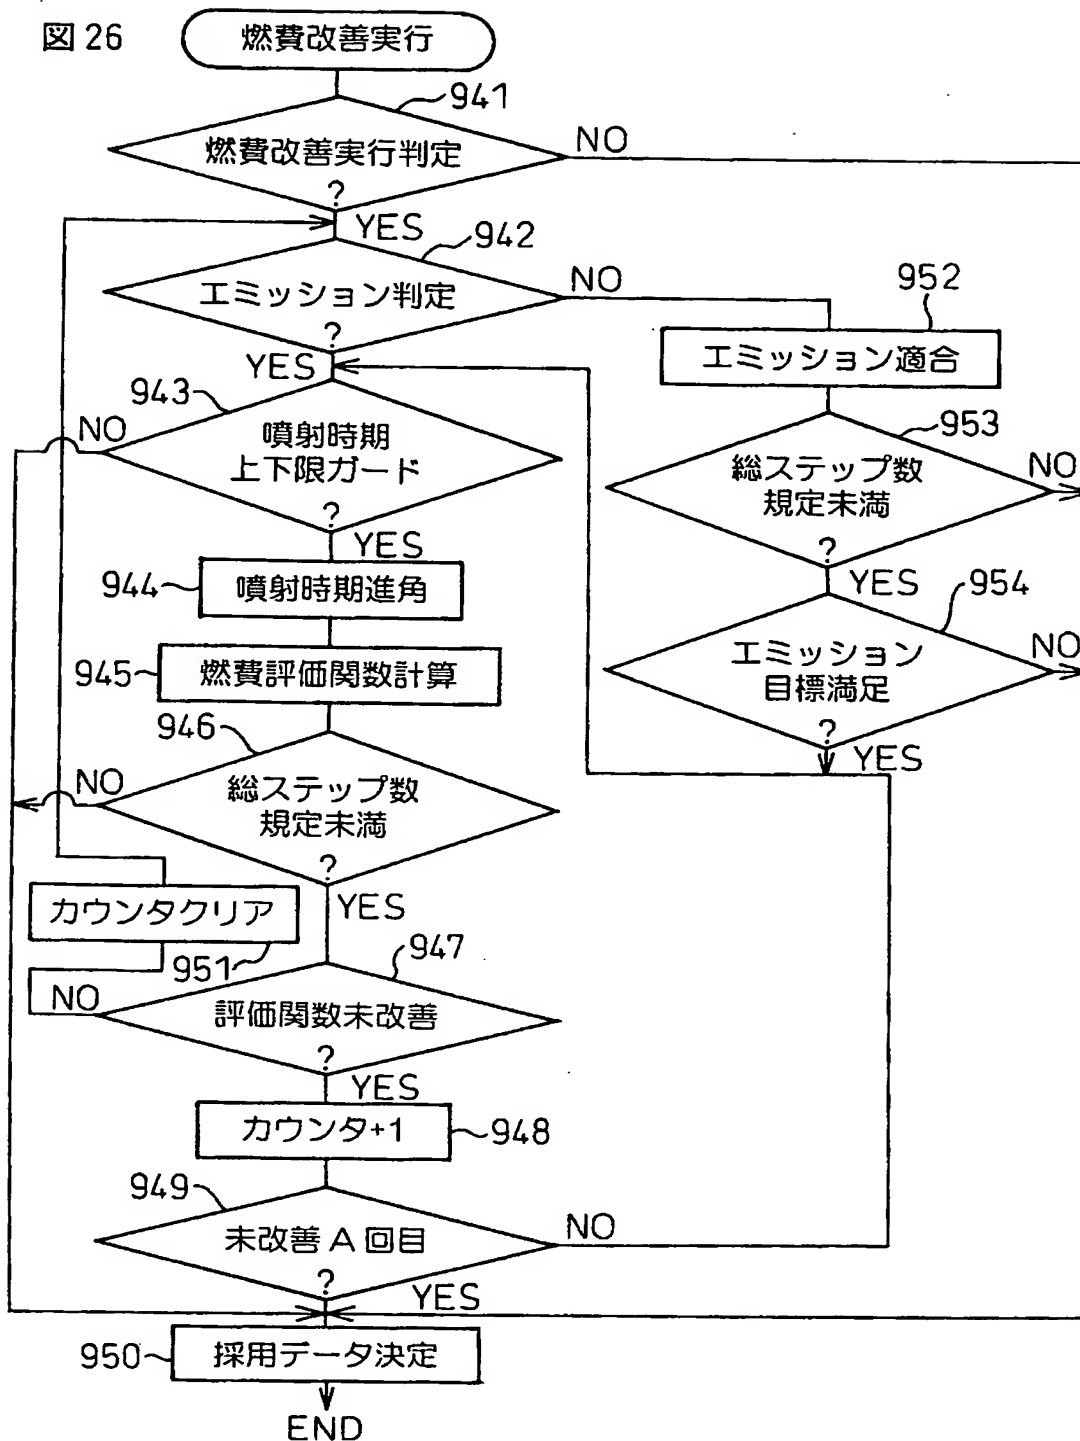 図26
燃費改善実行
941
燃費改善実行判定
?
NO
YES
942
エミッション判定
?
NO
YES
952
エミッション適合
943
NO
噴射時期
上下限ガード
?
YES
953
総ステップ数
規定未満
?
NO
YES
944
噴射時期進角
954
エミッション
目標満足
?
NO
YES
945
燃費評価関数計算
946
NO
総ステップ数
規定未満
?
YES
カウンタクリア
951
947
NO
評価関数未改善
?
YES
カウンタ+1
948
949
未改善A回目
?
NO
YES
950
採用データ決定
END